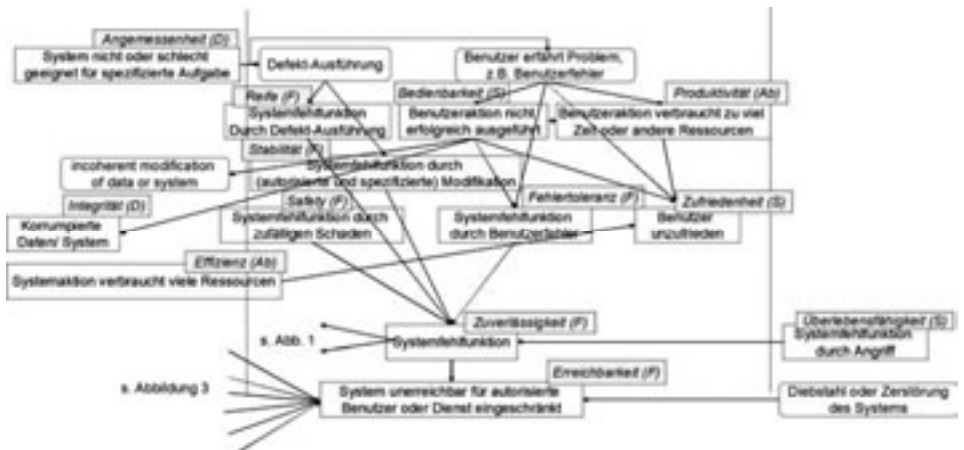 Angemessenheit (D)
System nicht oder schlecht
geeignet für spezifizierte Aufgabe
Defekt-Ausführung
Benutzer erfährt Problem,
z.B. Benutzerfehler
Reife (F)
Systemfehlfunktion
Durch Defekt-Ausführung
Bedienbarkeit (S)
Benutzeraktion nicht
erfolgreich ausgeführt
Produktivität (Ab)
Benutzeraktion verbraucht zu viel
Zeit oder andere Ressourcen
Stabilität
incoherent modification
of data or system
Systemfehlfunktion durch
(autorisierte und spezifizierte) Modifikation
Integrität (D)
Korrumpierte
Daten/ System
Safety (F)
Systemfehlfunktion durch
zufälligen Schaden
Fehlertoleranz (F)
Systemfehlfunktion
durch Benutzerfehler
Zufriedenheit (S)
Benutzer
unzufrieden
Effizienz (Ab)
Systemaktion verbraucht viele Ressourcen
Zuverlässigkeit (F)
s. Abb. 1
Systemfehlfunktion
Überlebensfähigkeit (S)
Systemfehlfunktion
durch Angriff
Erreichbarkeit (F)
s. Abbildung 3
System unerreichbar für autorisierte
Benutzer oder Dienst eingeschränkt
Diebstahl oder Zerstörung
des Systems